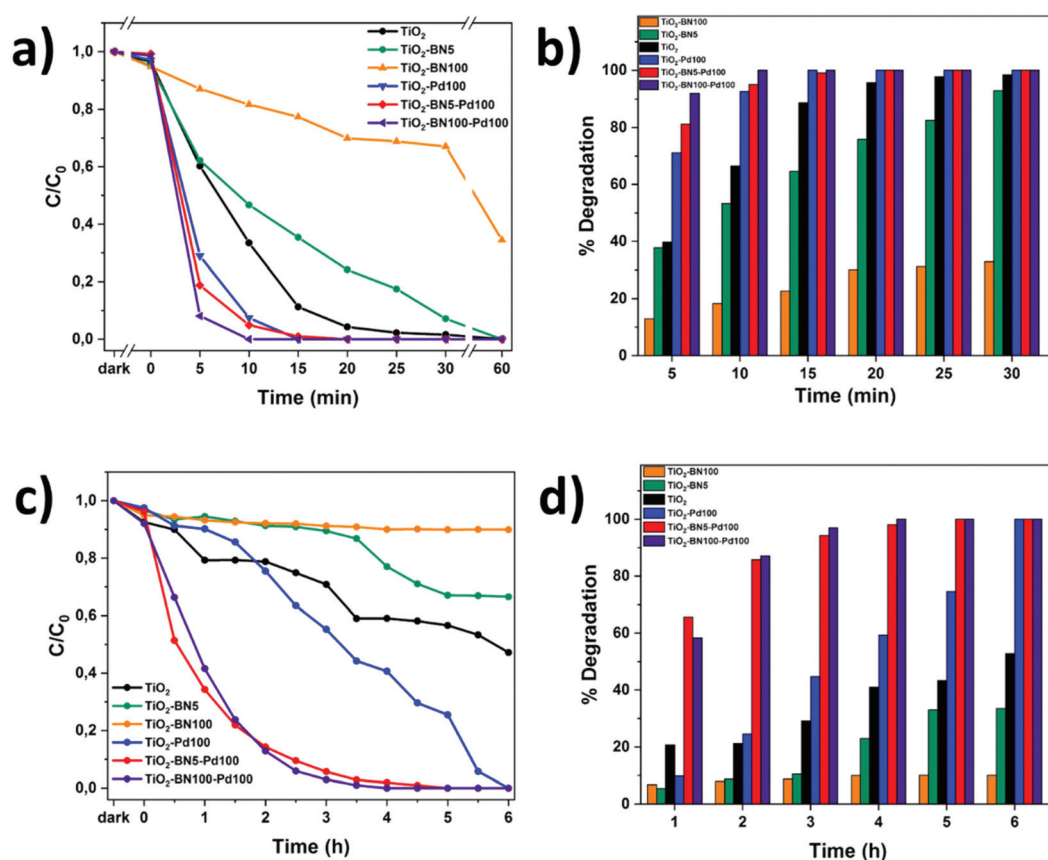 a)
TiO₂
TiO₂-BN5
TiO₂-BN100
TiO₂-Pd100
TiO₂-BN5-Pd100
TiO₂-BN100-Pd100
C/C₀
1,0
0,8
0,6
0,4
0,2
0,0
dark 0 5 10 15 20 25 30 60
Time (min)
b)
TiO₂-BN100
TiO₂-BN5
TiO₂
TiO₂-Pd100
TiO₂-BN5-Pd100
TiO₂-BN100-Pd100
% Degradation
100
80
60
40
20
0
5 10 15 20 25 30
Time (min)
c)
C/C₀
1,0
0,8
0,6
0,4
0,2
0,0
TiO₂
TiO₂-BN5
TiO₂-BN100
TiO₂-Pd100
TiO₂-BN5-Pd100
TiO₂-BN100-Pd100
dark 0 1 2 3 4 5 6
Time (h)
d)
TiO₂-BN100
TiO₂-BN5
TiO₂
TiO₂-Pd100
TiO₂-BN5-Pd100
TiO₂-BN100-Pd100
% Degradation
100
80
60
40
20
0
1 2 3 4 5 6
Time (h)